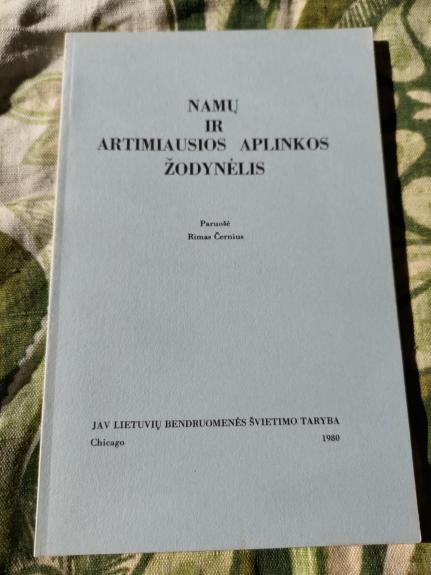 NAMŲ
IR
ARTIMIAUSIOS APLINKOS
ŽODYNĖLIS
Paruošė
Rimas Černius
JAV LIETUVIŲ BENDRUOMENĖS ŠVIETIMO TARYBA
Chicago 1980